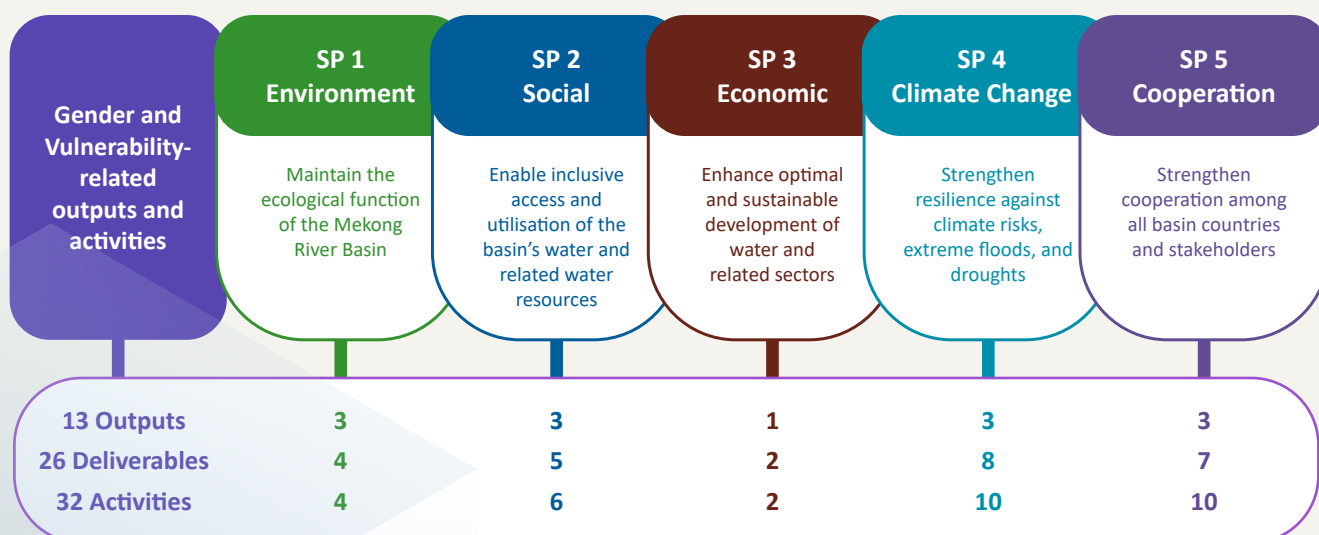 Gender and
Vulnerability-
related
outputs and
activities
SP 1
Environment
Maintain the
ecological function
of the Mekong
River Basin
SP 2
Social
Enable inclusive
access and
utilisation of the
basin's water and
related water
resources
SP 3
Economic
Enhance optimal
and sustainable
development of
water and
related sectors
SP 4
Climate Change
Strengthen
resilience against
climate risks,
extreme floods, and
droughts
SP 5
Cooperation
Strengthen
cooperation among
all basin countries
and stakeholders
13 Outputs 3 3 1 3 3
26 Deliverables 4 5 2 8 7
32 Activities 4 6 2 10 10